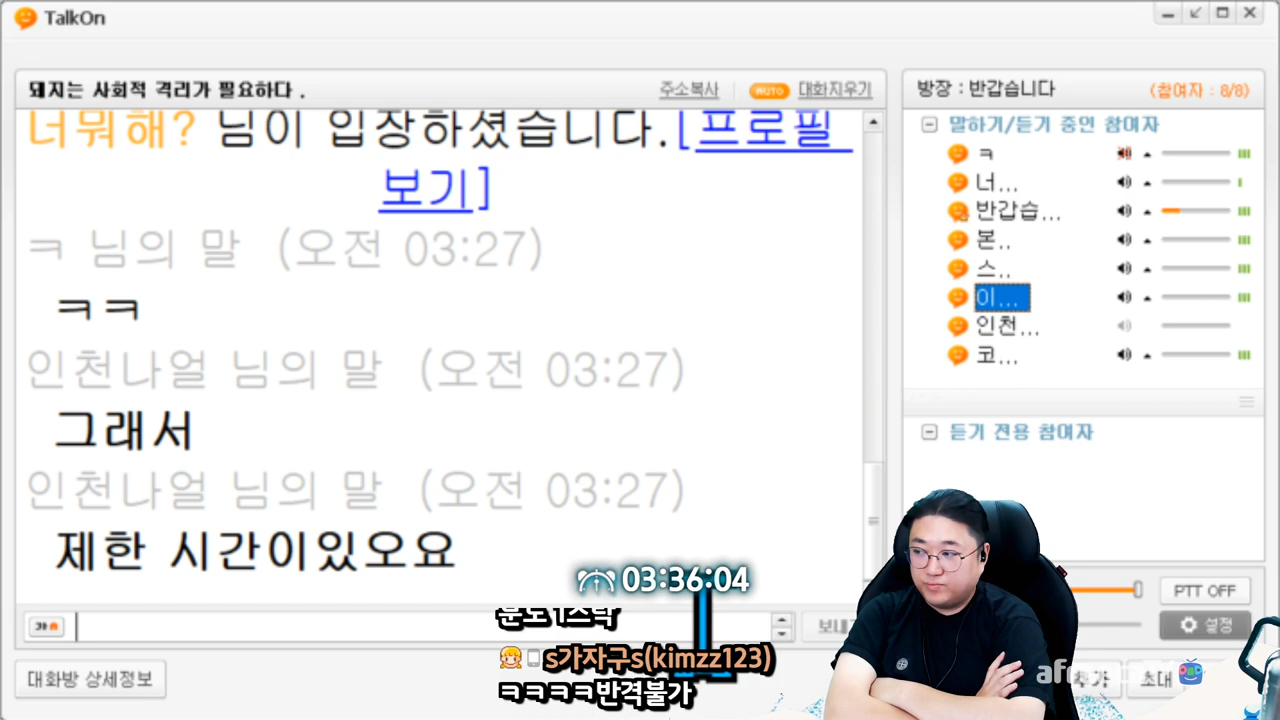 TalkOn
돼지는 사회적 격리가 필요하다 .
주소복사
AUTO
대화지우기
너뭐해? 님이 입장하셨습니다.[프로필
보기]
ㅋ 님의 말 (오전 03:27)
ㅋㅋ
인천나얼 님의 말 (오전 03:27)
그래서
인천나얼 님의 말 (오전 03:27)
제한 시간이있오요
방장 : 반갑습니다
(참여자 : 8/8)
말하기/듣기 중인 참여자
ㅋ
너...
반갑습...
본..
스..
이...
인천...
코...
듣기 전용 참여자
PTT OFF
설정
초대
대화방 상세정보
03:36:04
s가자구s(kimzz123)
ㅋㅋㅋㅋ반격불가